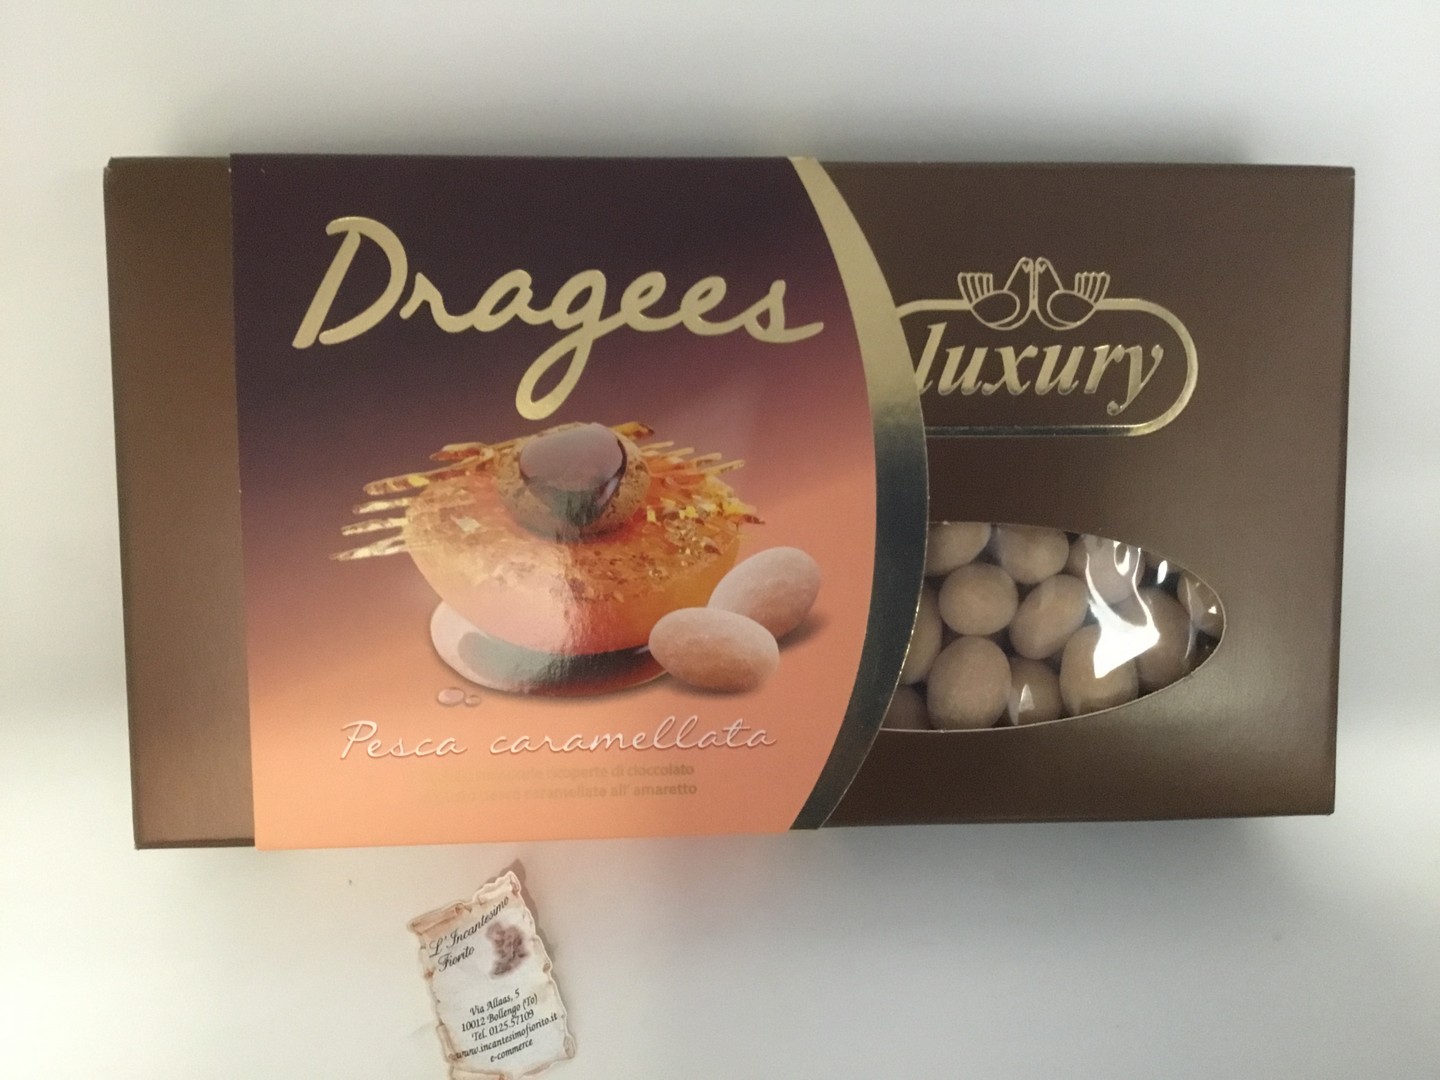 Dragees
luxury
Pesca caramellata
ricoperte di cioccolato
caramellate all' amaretto
L'Incantesimo
Fiorito
Via Allaas, 5
10012 Bollengo (To)
Tel. 0125.57109
www.incantesimofiorito.it
e-commerce